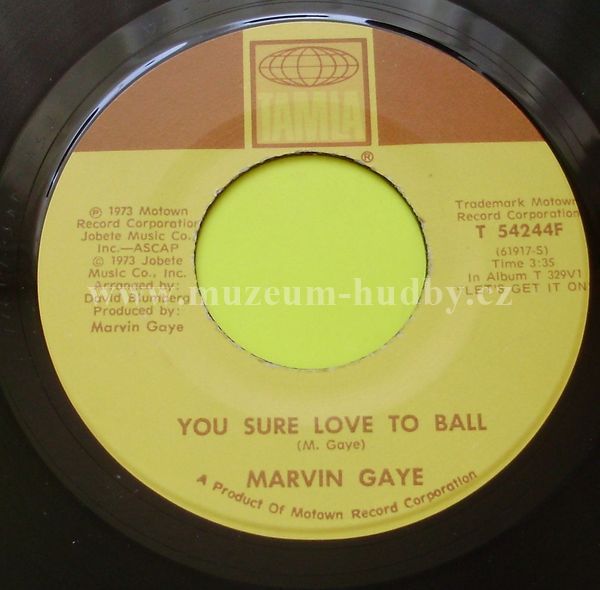 TAMLA
®
℗ 1973 Motown
Record Corporation
Jobete Music Co.,
Inc.—ASCAP
© 1973 Jobete
Music Co., Inc.
Arranged by:
David Blumberg
Produced by:
Marvin Gaye
Trademark Motown
Record Corporation
T 54244F
(61917-S)
Time 3:35
In Album T 329V1
"LET'S GET IT ON
www.muzeum-hudby.cz
YOU SURE LOVE TO BALL
(M. Gaye)
MARVIN GAYE
A Product Of Motown Record Corporation